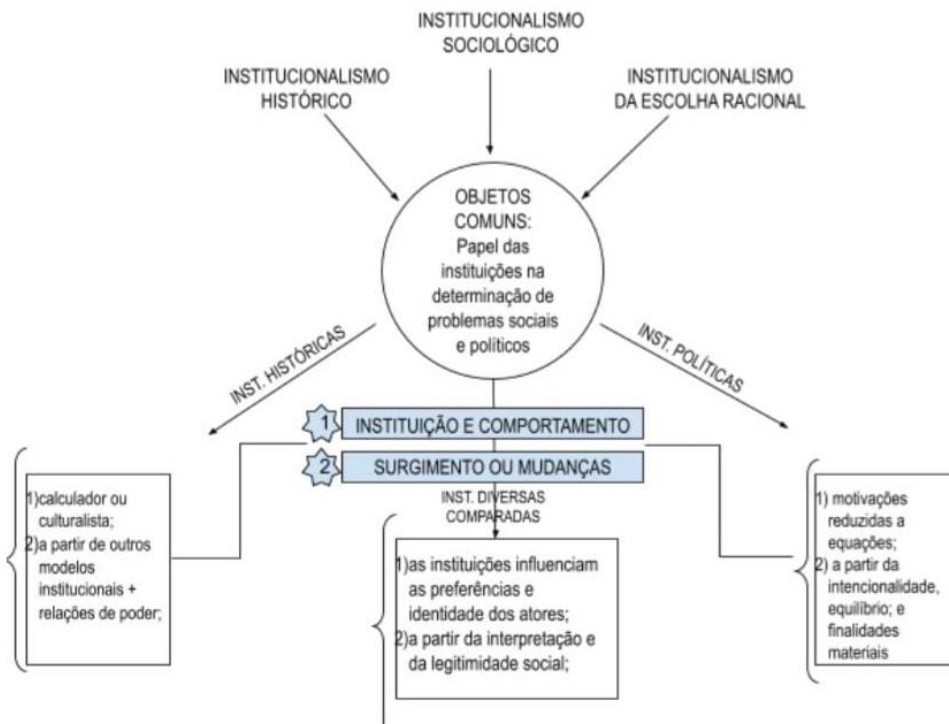 INSTITUCIONALISMO
SOCIOLÓGICO
INSTITUCIONALISMO
HISTÓRICO
INSTITUCIONALISMO
DA ESCOLHA RACIONAL
OBJETOS
COMUNS:
Papel das
instituições na
determinação de
problemas sociais
e políticos
INST. HISTÓRICAS
INST. POLÍTICAS
1 INSTITUIÇÃO E COMPORTAMENTO
2 SURGIMENTO OU MUDANÇAS
INST. DIVERSAS
COMPARADAS
1)calculador ou
culturalista;
2)a partir de outros
modelos
institucionais +
relações de poder;
1)as instituições influenciam
as preferências e
identidade dos atores;
2)a partir da interpretação e
da legitimidade social;
1) motivações
reduzidas a
equações;
2) a partir da
intencionalidade,
equilíbrio; e
finalidades
materiais